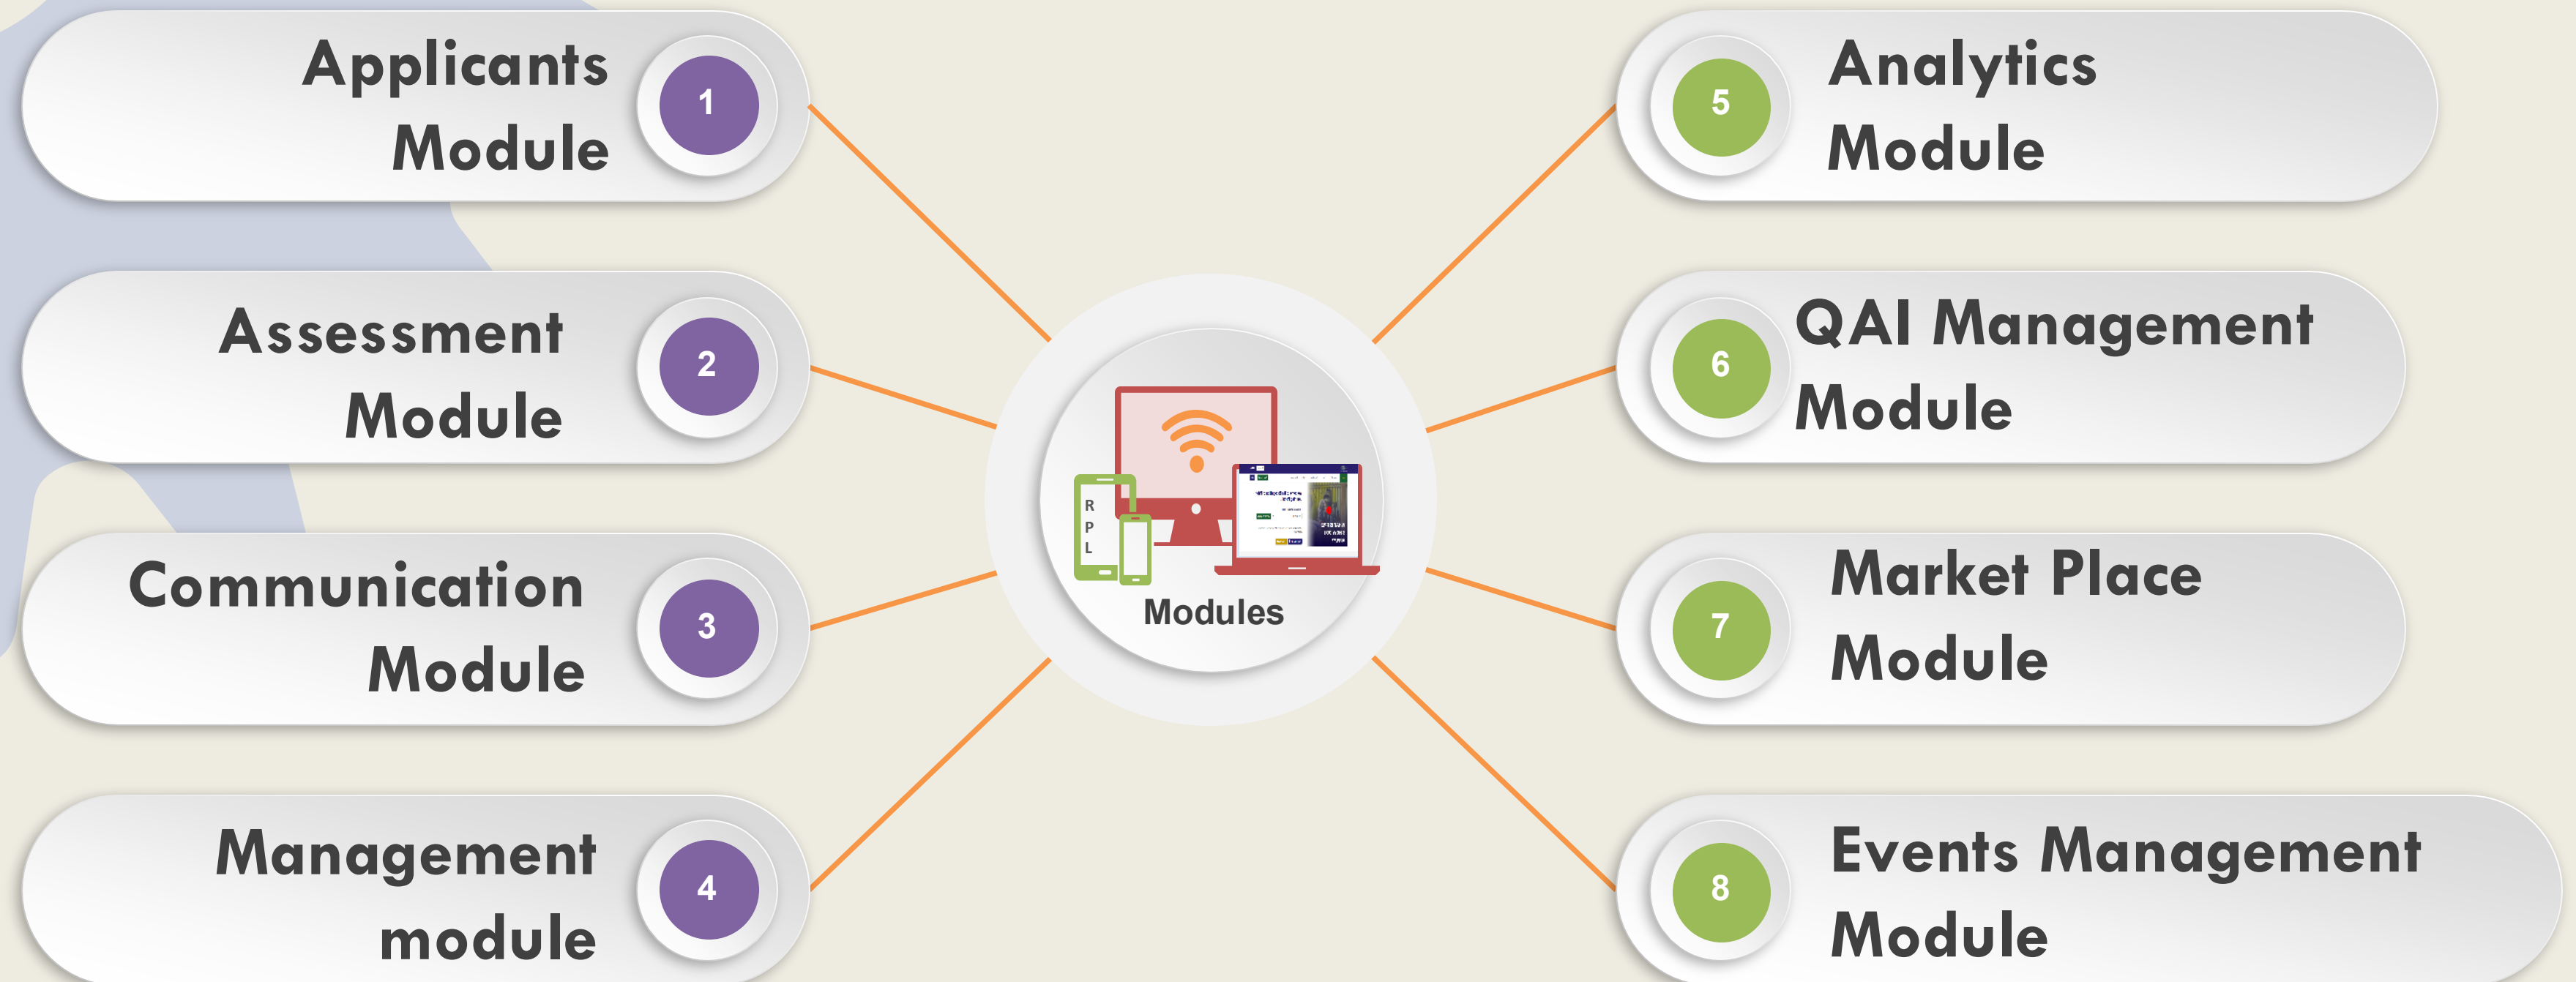 Applicants
Module
1
Assessment
Module
2
Communication
Module
3
Management
module
4
R
P
L
Modules
5
Analytics
Module
6
QAI Management
Module
7
Market Place
Module
8
Events Management
Module